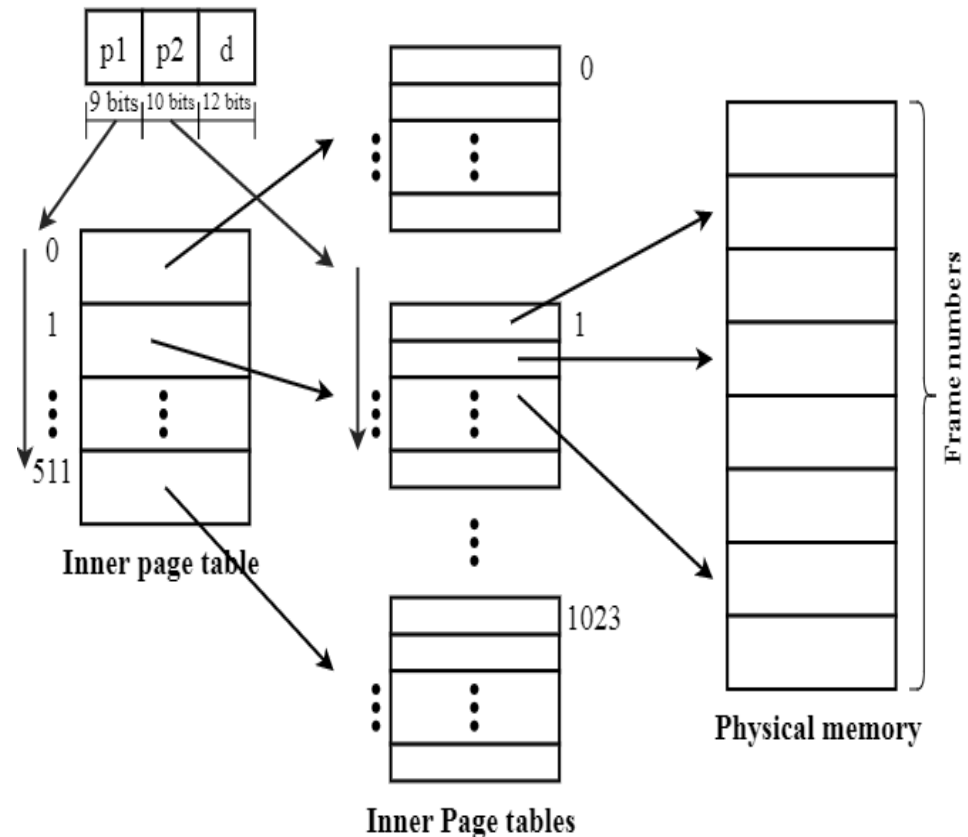 p1 p2 d
9 bits 10 bits 12 bits
0
1
511
Inner page table
0
1
1023
Inner Page tables
Physical memory
Frame numbers